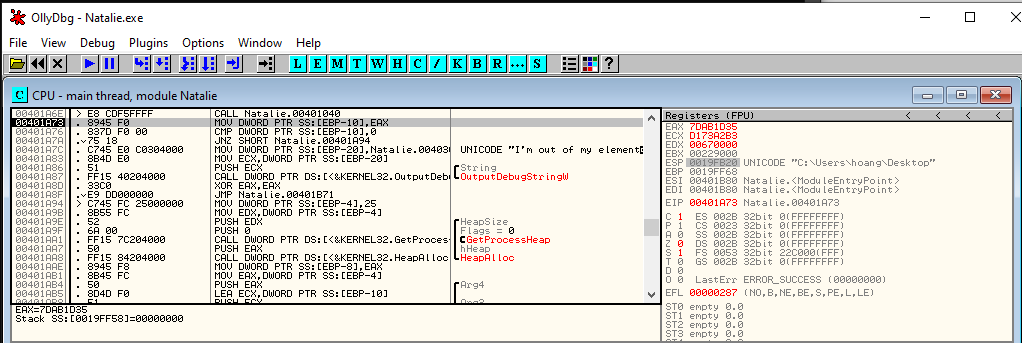 OllyDbg - Natalie.exe
File View Debug Plugins Options Window Help
L E M T W H C / K B R ... S ?
C CPU - main thread, module Natalie
00401A6E > E8 CDF5FFFF CALL Natalie.00401040
00401A73 . 8945 F0 MOV DWORD PTR SS:[EBP-10],EAX
00401A76 . 837D F0 00 CMP DWORD PTR SS:[EBP-10],0
00401A7A .v75 18 JNZ SHORT Natalie.00401A94
00401A7C . C745 E0 C0304000 MOV DWORD PTR SS:[EBP-20],Natalie.00403 UNICODE "I'm out of my element
00401A83 . 8B4D E0 MOV ECX,DWORD PTR SS:[EBP-20]
00401A86 . 51 PUSH ECX String
00401A87 . FF15 40204000 CALL DWORD PTR DS:[<&KERNEL32.OutputDeb OutputDebugStringW
00401A8D . 33C0 XOR EAX,EAX
00401A8F .vE9 DD000000 JMP Natalie.00401B71
00401A94 > C745 FC 25000000 MOV DWORD PTR SS:[EBP-4],25
00401A9B . 8B55 FC MOV EDX,DWORD PTR SS:[EBP-4]
00401A9E . 52 PUSH EDX HeapSize
00401A9F . 6A 00 PUSH 0 Flags = 0
00401AA1 . FF15 7C204000 CALL DWORD PTR DS:[<&KERNEL32.GetProces GetProcessHeap
00401AA7 . 50 PUSH EAX hHeap
00401AA8 . FF15 84204000 CALL DWORD PTR DS:[<&KERNEL32.HeapAlloc HeapAlloc
00401AAE . 8945 F8 MOV DWORD PTR SS:[EBP-8],EAX
00401AB1 . 8B45 FC MOV EAX,DWORD PTR SS:[EBP-4]
00401AB4 . 50 PUSH EAX Arg4
00401AB5 . 8D4D F0 LEA ECX,DWORD PTR SS:[EBP-10]
EAX=7DAB1D35
Stack SS:[0019FF58]=00000000
Registers (FPU) < < < <
EAX 7DAB1D35
ECX D173A2B3
EDX 00670000
EBX 00229000
ESP 0019FB20 UNICODE "C:\Users\hoang\Desktop"
EBP 0019FF68
ESI 00401B80 Natalie.<ModuleEntryPoint>
EDI 00401B80 Natalie.<ModuleEntryPoint>
EIP 00401A73 Natalie.00401A73
C 1 ES 002B 32bit 0(FFFFFFFF)
P 1 CS 0023 32bit 0(FFFFFFFF)
A 0 SS 002B 32bit 0(FFFFFFFF)
Z 0 DS 002B 32bit 0(FFFFFFFF)
S 1 FS 0053 32bit 22C000(FFF)
T 0 GS 002B 32bit 0(FFFFFFFF)
D 0
O 0 LastErr ERROR_SUCCESS (00000000)
EFL 00000287 (NO,B,NE,BE,S,PE,L,LE)
ST0 empty 0.0
ST1 empty 0.0
ST2 empty 0.0
ST3 empty 0.0